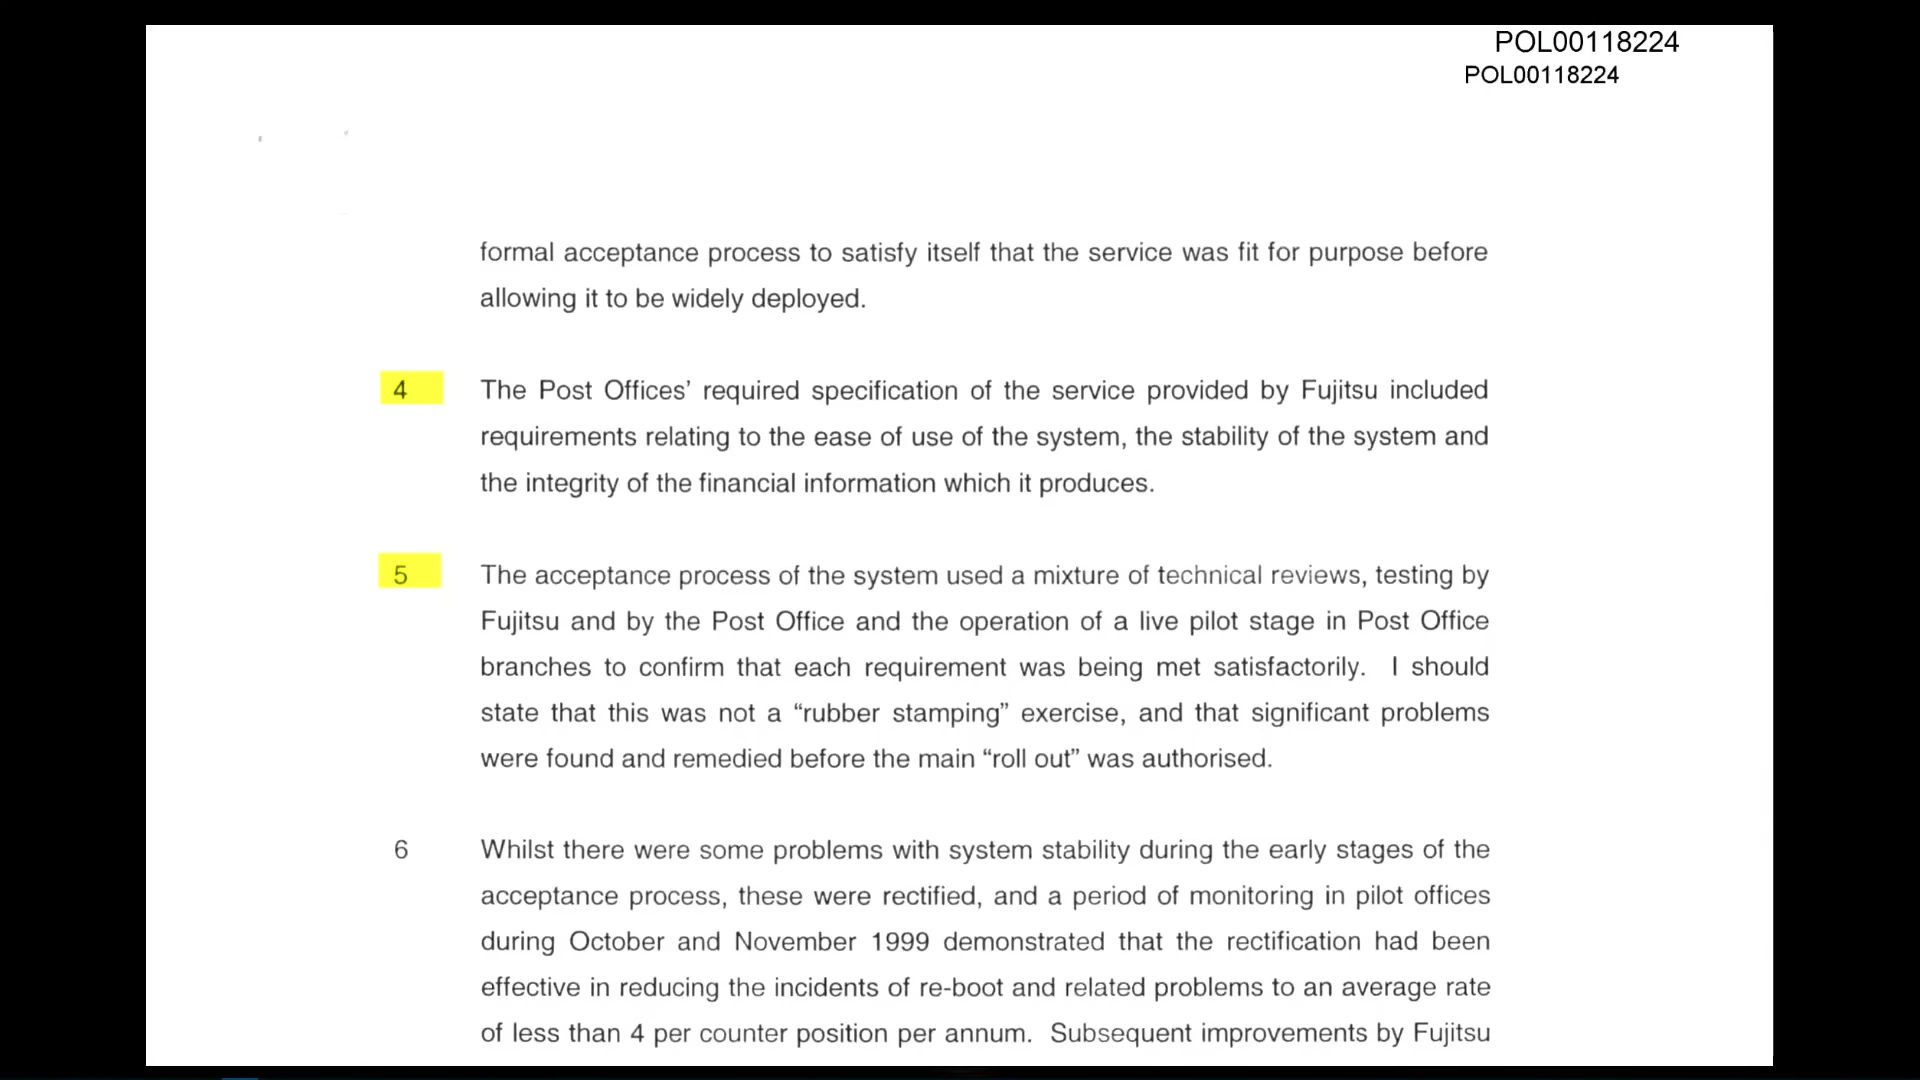 POL00118224
POL00118224
formal acceptance process to satisfy itself that the service was fit for purpose before
allowing it to be widely deployed.
4 The Post Offices’ required specification of the service provided by Fujitsu included
requirements relating to the ease of use of the system, the stability of the system and
the integrity of the financial information which it produces.
5 The acceptance process of the system used a mixture of technical reviews, testing by
Fujitsu and by the Post Office and the operation of a live pilot stage in Post Office
branches to confirm that each requirement was being met satisfactorily. I should
state that this was not a “rubber stamping” exercise, and that significant problems
were found and remedied before the main “roll out” was authorised.
6 Whilst there were some problems with system stability during the early stages of the
acceptance process, these were rectified, and a period of monitoring in pilot offices
during October and November 1999 demonstrated that the rectification had been
effective in reducing the incidents of re-boot and related problems to an average rate
of less than 4 per counter position per annum. Subsequent improvements by Fujitsu